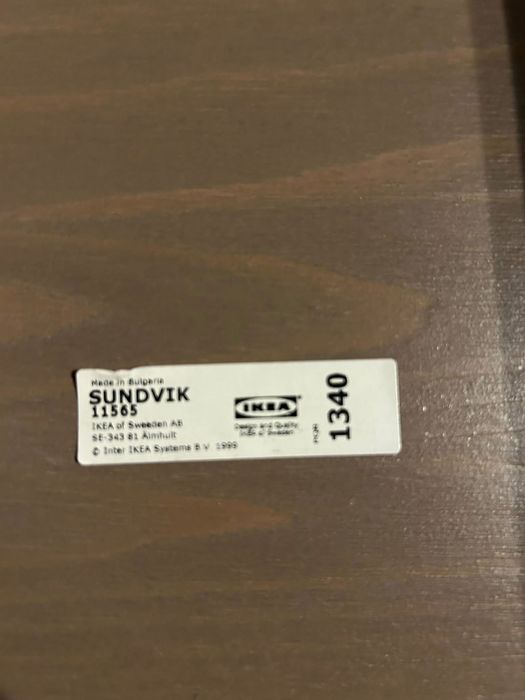 Made in Bulgaria
SUNDVIK
11565
IKEA of Sweden AB
SE-343 81 Älmhult
© Inter IKEA Systems B V 1999
IKEA®
Design and Quality
IKEA of Sweden
1340